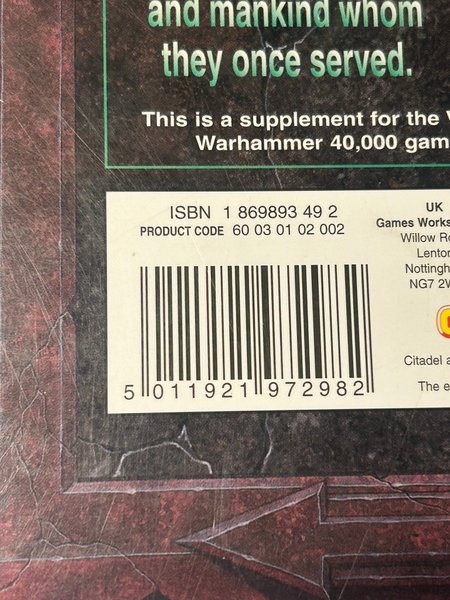 and mankind whom
they once served.
This is a supplement for the
Warhammer 40,000 gam
ISBN 1 869893 49 2
PRODUCT CODE 60 03 01 02 002
UK
Games Works
Willow Ro
Lenton
Nottingh
NG7 2W
Citadel a
The e
5 011921 972982